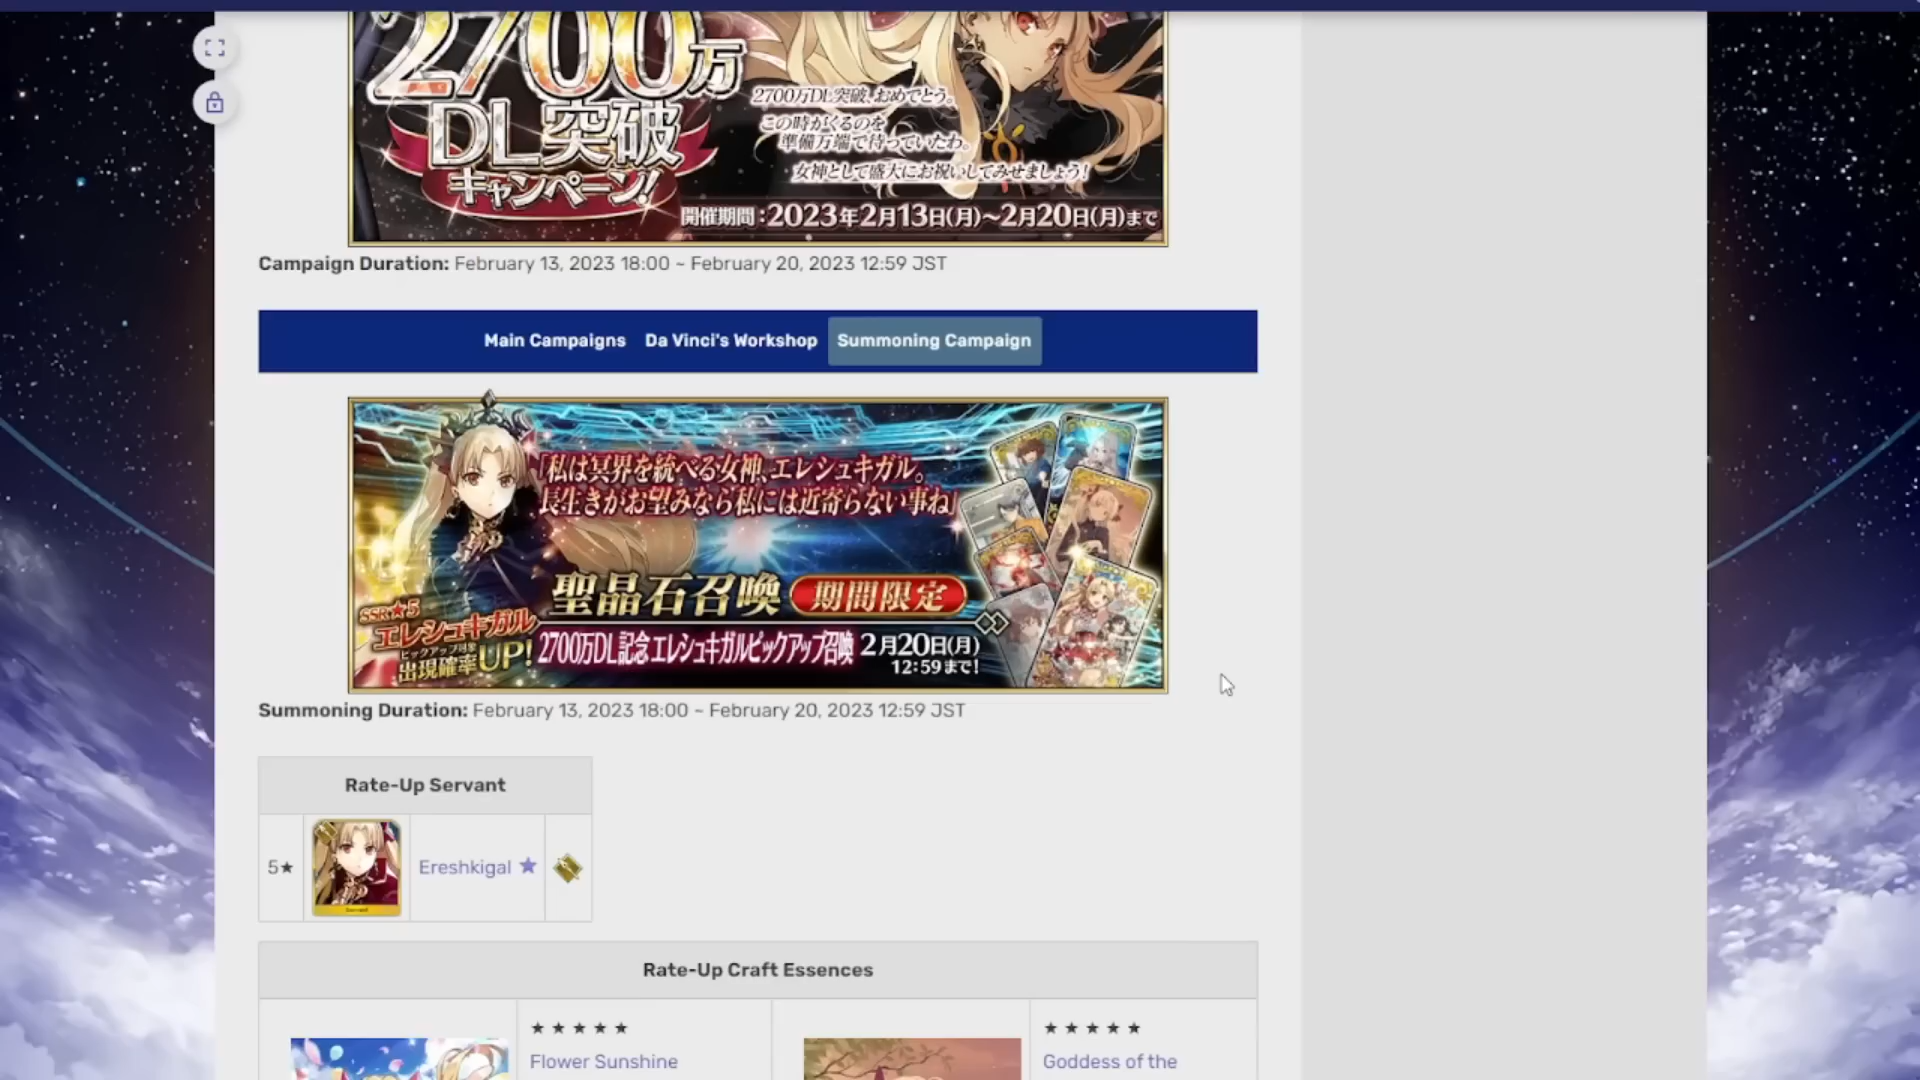 2700万
DL突破
キャンペーン!
2700万DL突破、おめでとう。
この時がくるのを
準備万端で待っていたわ。
女神として盛大にお祝いしてみせましょう!
開催期間:2023年2月13日(月)~2月20日(月)まで
Campaign Duration: February 13, 2023 18:00 ~ February 20, 2023 12:59 JST
Main Campaigns Da Vinci's Workshop Summoning Campaign
「私は冥界を統べる女神、エレシュキガル。
長生きがお望みなら私には近寄らない事ね」
聖晶石召喚 期間限定
SSR★5
エレシュキガル
ピックアップ対象
出現確率UP!
2700万DL記念 エレシュキガルピックアップ召喚 2月20日(月)
12:59まで!
Summoning Duration: February 13, 2023 18:00 ~ February 20, 2023 12:59 JST
Rate-Up Servant
5★ Ereshkigal ★
Rate-Up Craft Essences
★ ★ ★ ★ ★
Flower Sunshine
★ ★ ★ ★ ★
Goddess of the